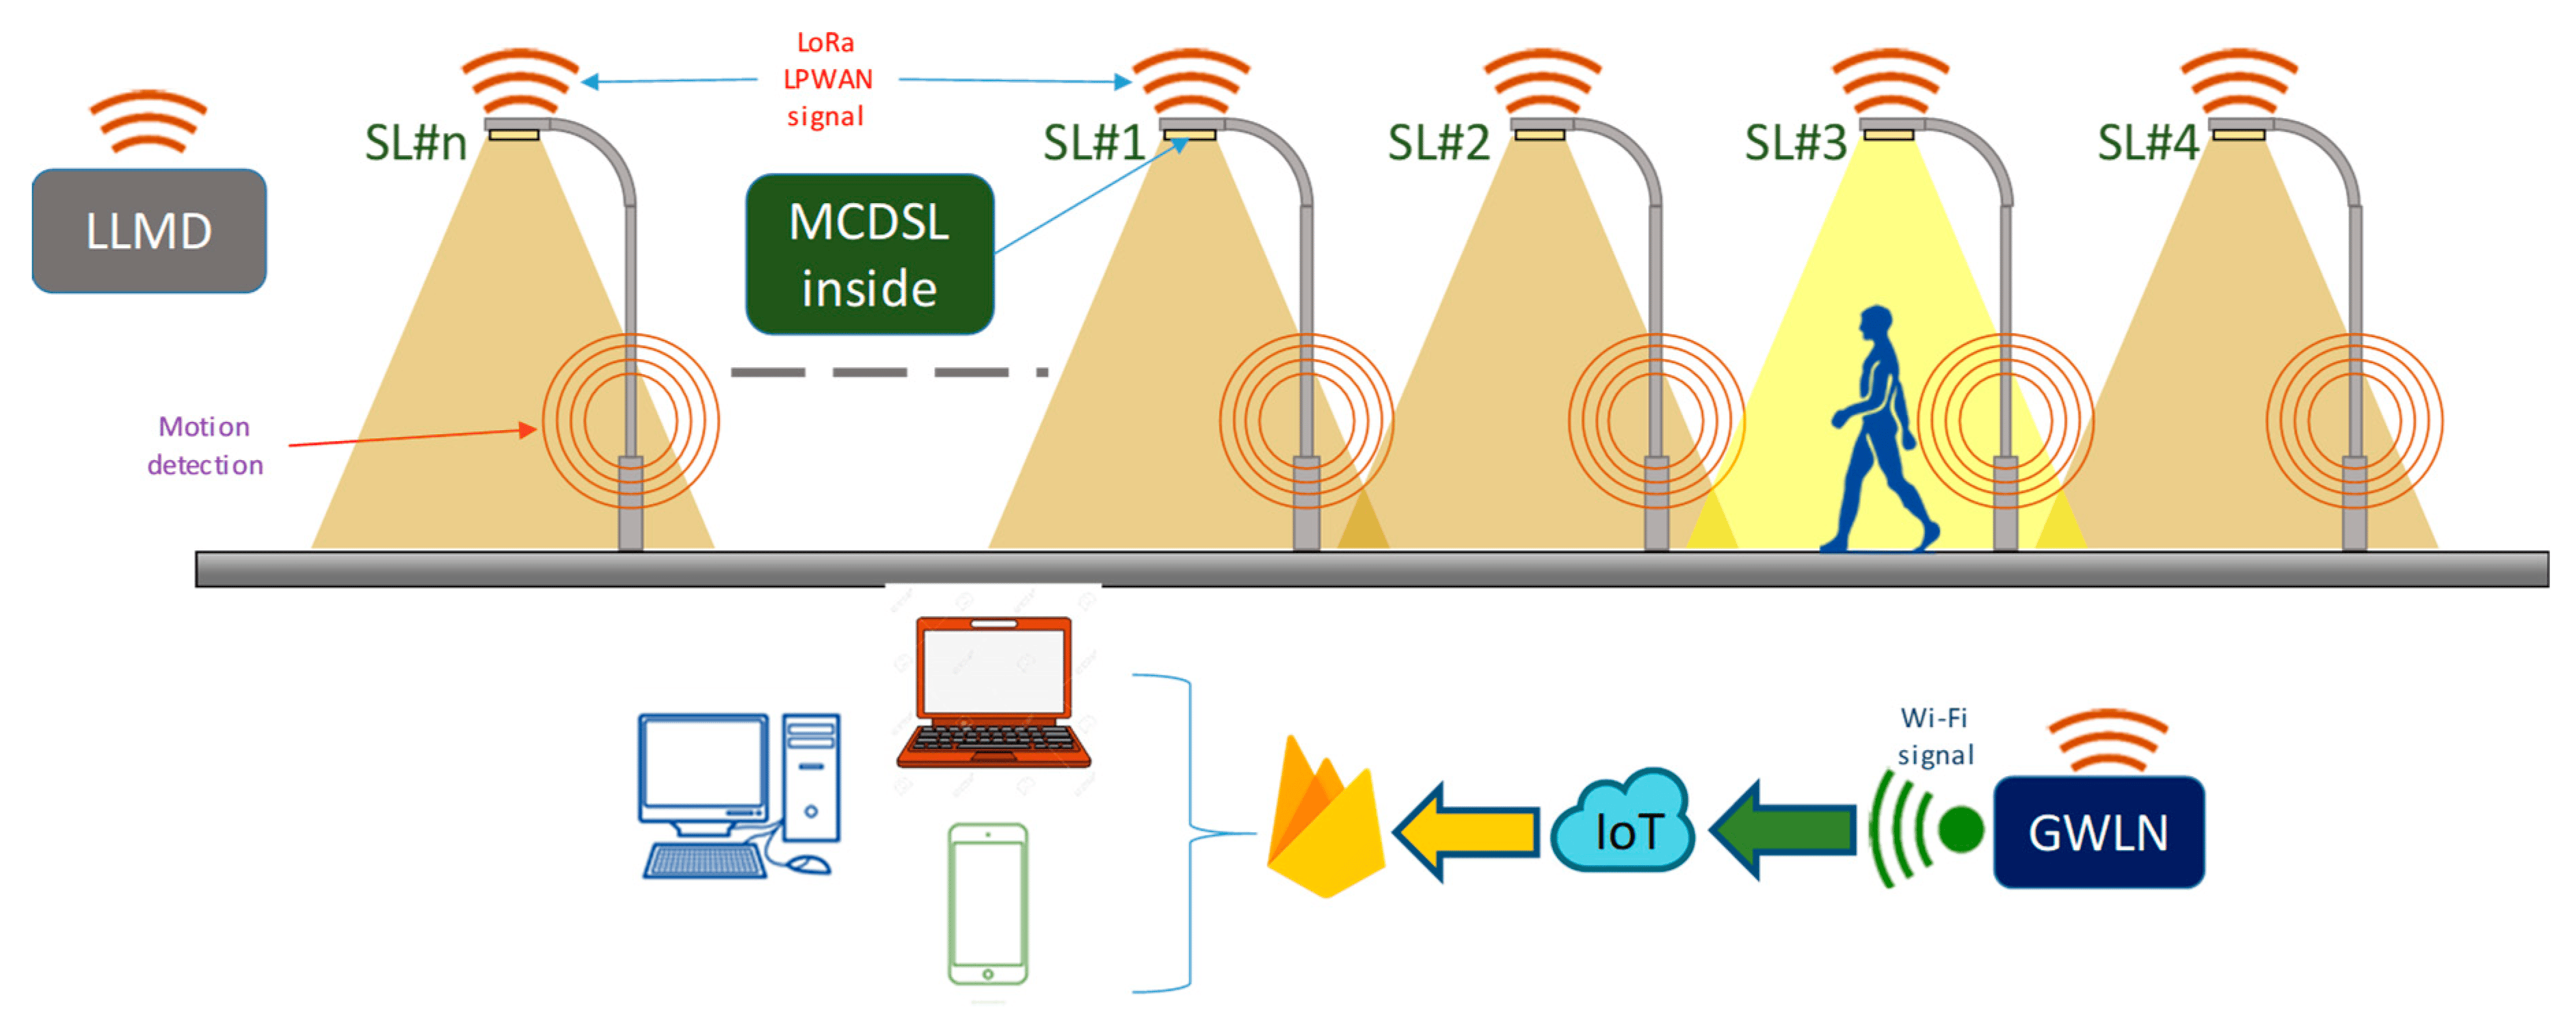 LoRa
LPWAN
signal
SL#n
SL#1
SL#2
SL#3
SL#4
LLMD
MCDSL
inside
Motion
detection
Wi-Fi
signal
IoT
GWLN